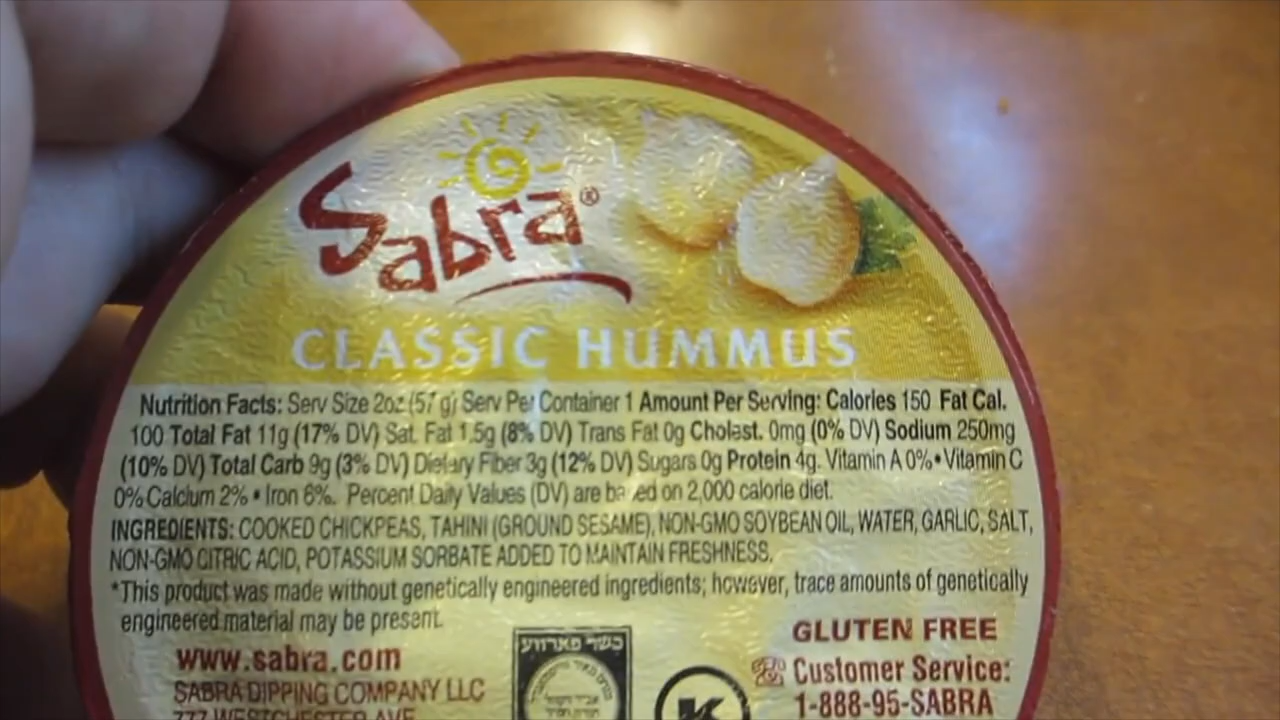 Sabra®
CLASSIC HUMMUS
Nutrition Facts: Serv Size 2oz (57 g) Serv Per Container 1 Amount Per Serving: Calories 150 Fat Cal.
100 Total Fat 11g (17% DV) Sat. Fat 1.5g (8% DV) Trans Fat 0g Cholest. 0mg (0% DV) Sodium 250mg
(10% DV) Total Carb 9g (3% DV) Dietary Fiber 3g (12% DV) Sugars 0g Protein 4g. Vitamin A 0% • Vitamin C
0% Calcium 2% • Iron 6%. Percent Daily Values (DV) are based on 2,000 calorie diet.
INGREDIENTS: COOKED CHICKPEAS, TAHINI (GROUND SESAME), NON-GMO SOYBEAN OIL, WATER, GARLIC, SALT,
NON-GMO CITRIC ACID, POTASSIUM SORBATE ADDED TO MAINTAIN FRESHNESS.
*This product was made without genetically engineered ingredients; however, trace amounts of genetically
engineered material may be present.
www.sabra.com
SABRA DIPPING COMPANY LLC
777 WESTCHESTER AVE
כשר פארווע
K
GLUTEN FREE
☎ Customer Service:
1-888-95-SABRA